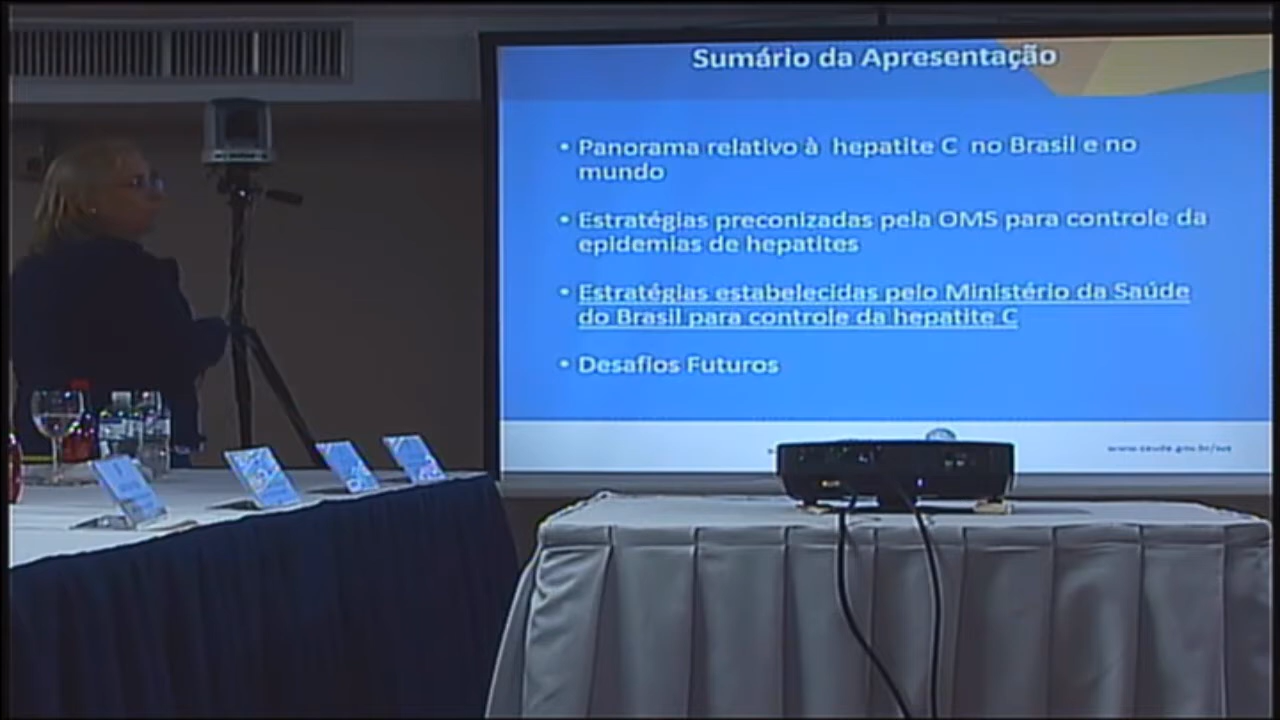 Sumário da Apresentação
• Panorama relativo à hepatite C no Brasil e no
mundo
• Estratégias preconizadas pela OMS para controle da
epidemias de hepatites
• Estratégias estabelecidas pelo Ministério da Saúde
do Brasil para controle da hepatite C
• Desafios Futuros
www.saude.gov.br/svs